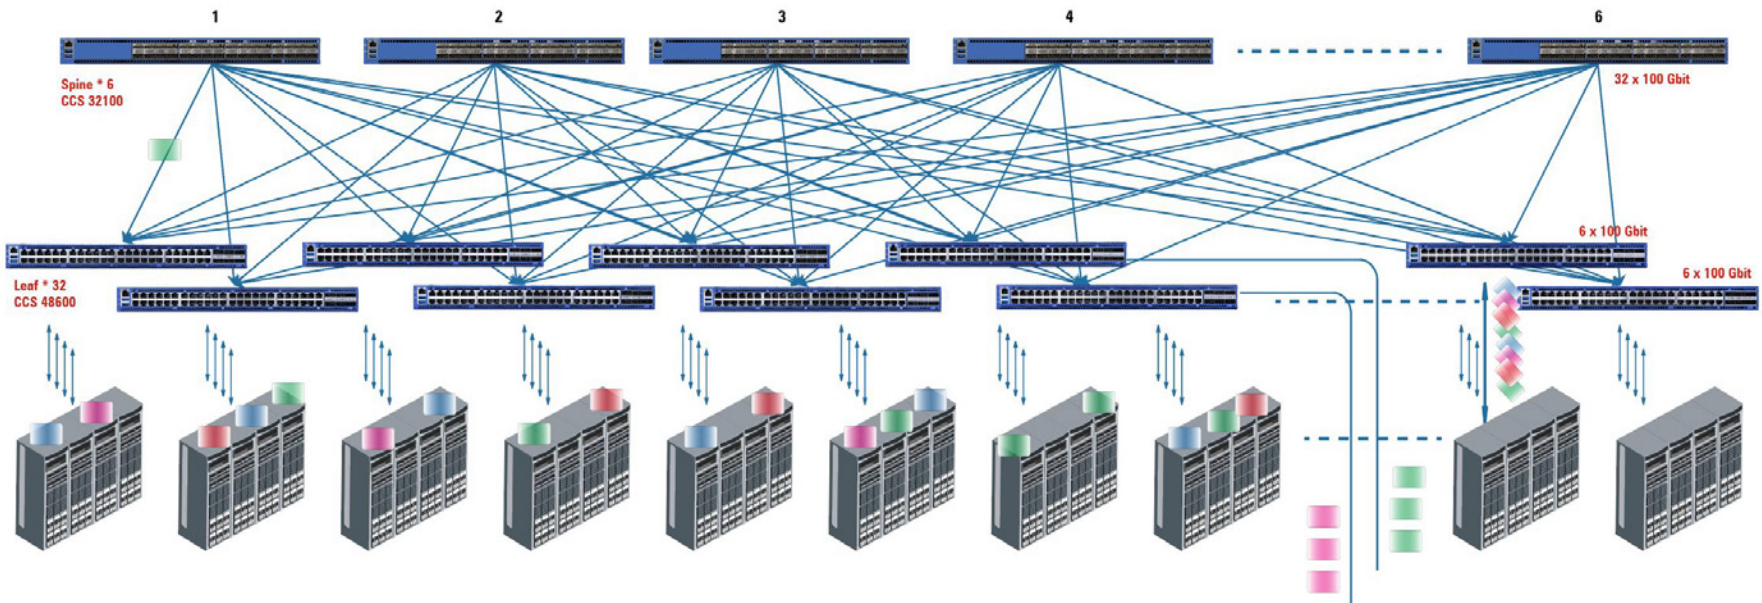 1
2
3
4
6
Spine * 6
CCS 32100
32 x 100 Gbit
6 x 100 Gbit
6 x 100 Gbit
Leaf * 32
CCS 48600